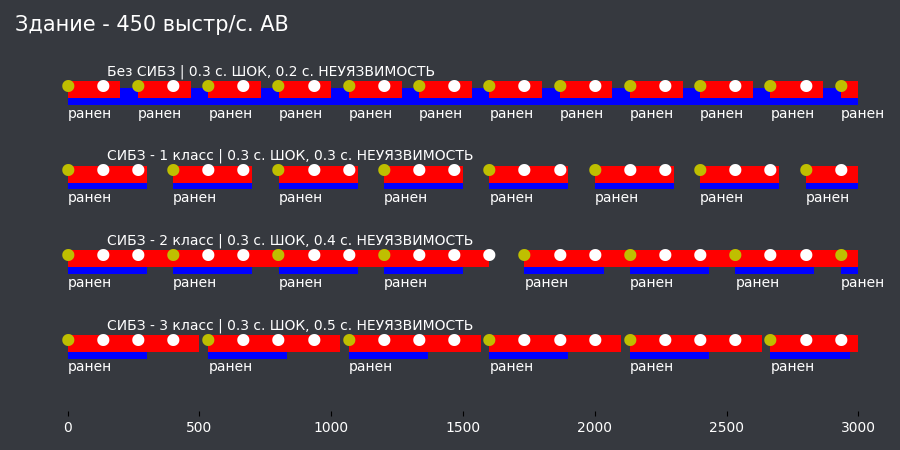 Здание - 450 выстр/с. АВ
Без СИБЗ | 0.3 с. ШОК, 0.2 с. НЕУЯЗВИМОСТЬ
ранен ранен ранен ранен ранен ранен ранен ранен ранен ранен ранен ранен
СИБЗ - 1 класс | 0.3 с. ШОК, 0.3 с. НЕУЯЗВИМОСТЬ
ранен ранен ранен ранен ранен ранен ранен ранен
СИБЗ - 2 класс | 0.3 с. ШОК, 0.4 с. НЕУЯЗВИМОСТЬ
ранен ранен ранен ранен ранен ранен ранен ранен
СИБЗ - 3 класс | 0.3 с. ШОК, 0.5 с. НЕУЯЗВИМОСТЬ
ранен ранен ранен ранен ранен ранен
0 500 1000 1500 2000 2500 3000